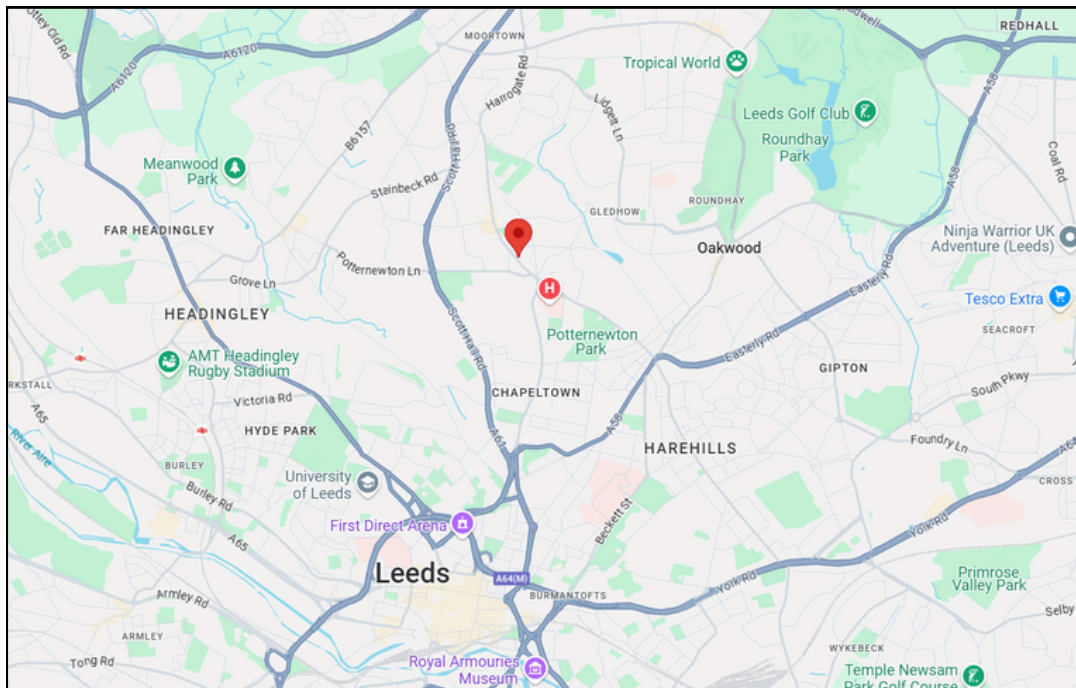 REDHALL
MOORTOWN
Otley Old Rd
A6120
A6120
Harrogate Rd
Tropical World
A58
Lidgett Ln
Leeds Golf Club
Roundhay
Park
B6157
Scott Hall Rd
Coal Rd
Meanwood
Park
Stainbeck Rd
A58
ROUNDHAY
GLEDHOW
FAR HEADINGLEY
Ninja Warrior UK
Adventure (Leeds)
Oakwood
Potternewton Ln
Grove Ln
Easterly Rd
H
Tesco Extra
HEADINGLEY
SEACROFT
Scott Hall Rd
Potternewton
Park
Easterly Rd
AMT Headingley
Rugby Stadium
GIPTON
RKSTALL
South Pkwy
CHAPELTOWN
Victoria Rd
A65
A58
HYDE PARK
A61
HAREHILLS
Foundry Ln
River Aire
A64
BURLEY
University
of Leeds
CROSS
Burley Rd
Beckett St
First Direct Arena
York Rd
A65
Leeds
A64(M)
York Rd
Primrose
Valley Park
BURMANTOFTS
Armley Rd
Selby
ARMLEY
WYKEBECK
Tong Rd
Royal Armouries
Museum
Temple Newsam
Park Golf Course